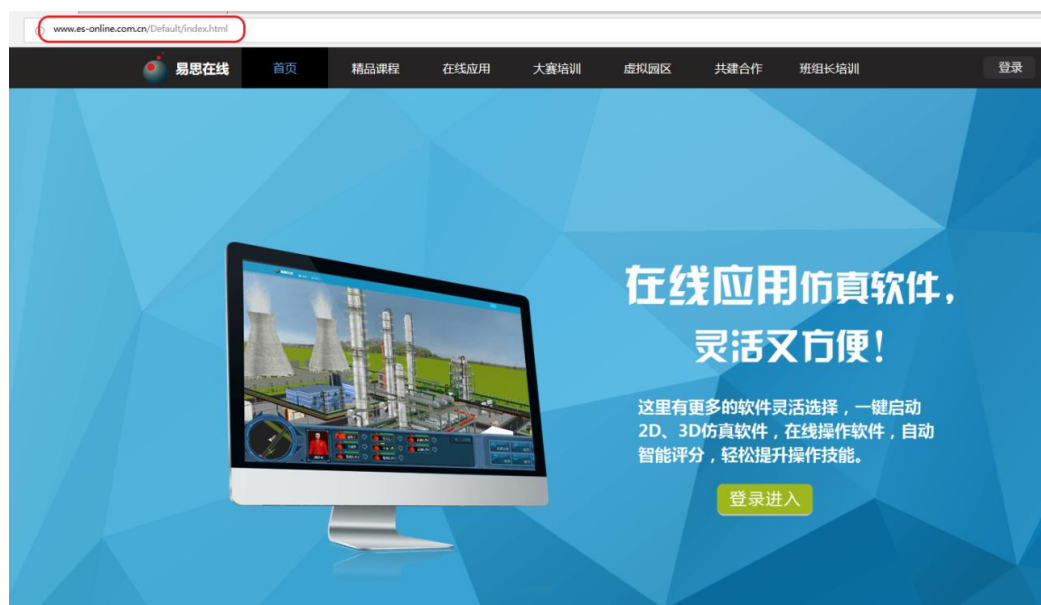 www.es-online.com.cn/Default/index.html
易思在线 首页 精品课程 在线应用 大赛培训 虚拟园区 共建合作 班组长培训 登录
在线应用仿真软件，
灵活又方便！
这里有更多的软件灵活选择，一键启动
2D、3D仿真软件，在线操作软件，自动
智能评分，轻松提升操作技能。
登录进入